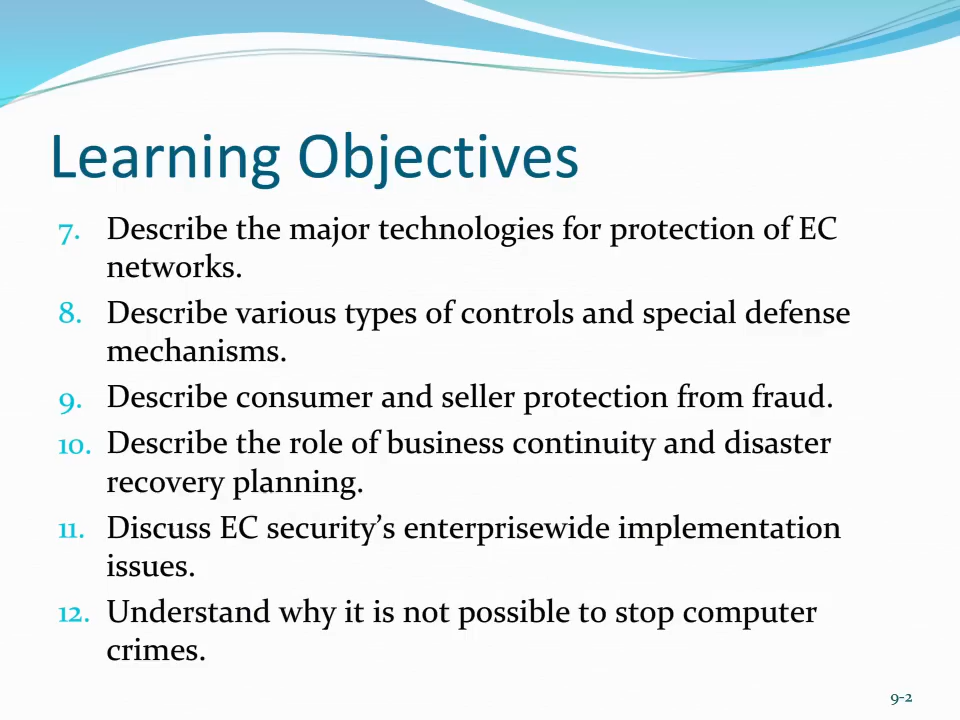 Learning Objectives
7. Describe the major technologies for protection of EC
networks.
8. Describe various types of controls and special defense
mechanisms.
9. Describe consumer and seller protection from fraud.
10. Describe the role of business continuity and disaster
recovery planning.
11. Discuss EC security’s enterprisewide implementation
issues.
12. Understand why it is not possible to stop computer
crimes.
9-2